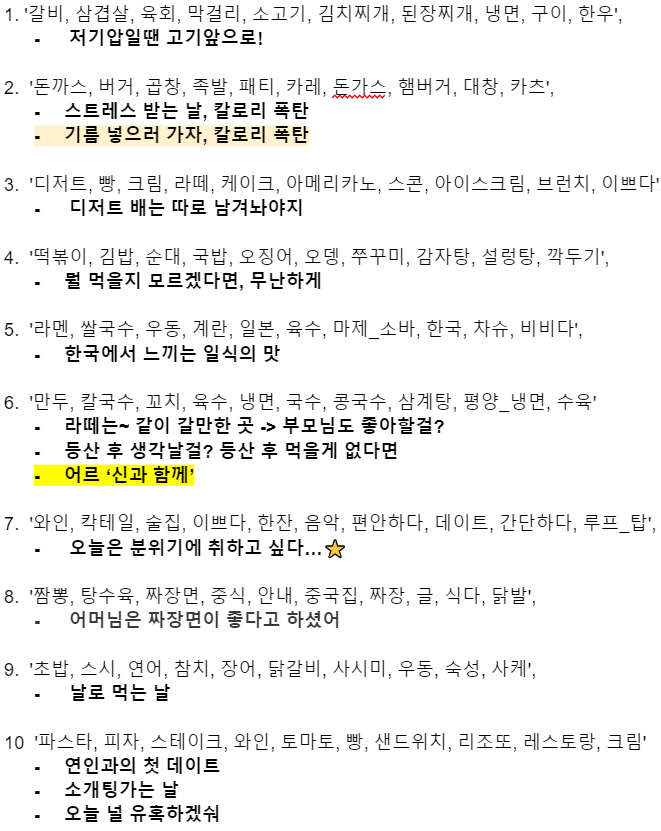 1. '갈비, 삼겹살, 육회, 막걸리, 소고기, 김치찌개, 된장찌개, 냉면, 구이, 한우',
- 저기압일땐 고기앞으로!
2. '돈까스, 버거, 곱창, 족발, 패티, 카레, 돈가스, 햄버거, 대창, 카츠',
- 스트레스 받는 날, 칼로리 폭탄
- 기름 넣으러 가자, 칼로리 폭탄
3. '디저트, 빵, 크림, 라떼, 케이크, 아메리카노, 스콘, 아이스크림, 브런치, 이쁘다'
- 디저트 배는 따로 남겨놔야지
4. '떡볶이, 김밥, 순대, 국밥, 오징어, 오뎅, 쭈꾸미, 감자탕, 설렁탕, 깍두기',
- 뭘 먹을지 모르겠다면, 무난하게
5. '라멘, 쌀국수, 우동, 계란, 일본, 육수, 마제_소바, 한국, 차슈, 비비다',
- 한국에서 느끼는 일식의 맛
6. '만두, 칼국수, 꼬치, 육수, 냉면, 국수, 콩국수, 삼계탕, 평양_냉면, 수육'
- 라떼는~ 같이 갈만한 곳 -> 부모님도 좋아할걸?
- 등산 후 생각날걸? 등산 후 먹을게 없다면
- 어르 ‘신과 함께’
7. '와인, 칵테일, 술집, 이쁘다, 한잔, 음악, 편안하다, 데이트, 간단하다, 루프_탑',
- 오늘은 분위기에 취하고 싶다...⭐
8. '짬뽕, 탕수육, 짜장면, 중식, 안내, 중국집, 짜장, 글, 식다, 닭발',
- 어머님은 짜장면이 좋다고 하셨어
9. '초밥, 스시, 연어, 참치, 장어, 닭갈비, 사시미, 우동, 숙성, 사케',
- 날로 먹는 날
10 '파스타, 피자, 스테이크, 와인, 토마토, 빵, 샌드위치, 리조또, 레스토랑, 크림'
- 연인과의 첫 데이트
- 소개팅가는 날
- 오늘 널 유혹하겠숴